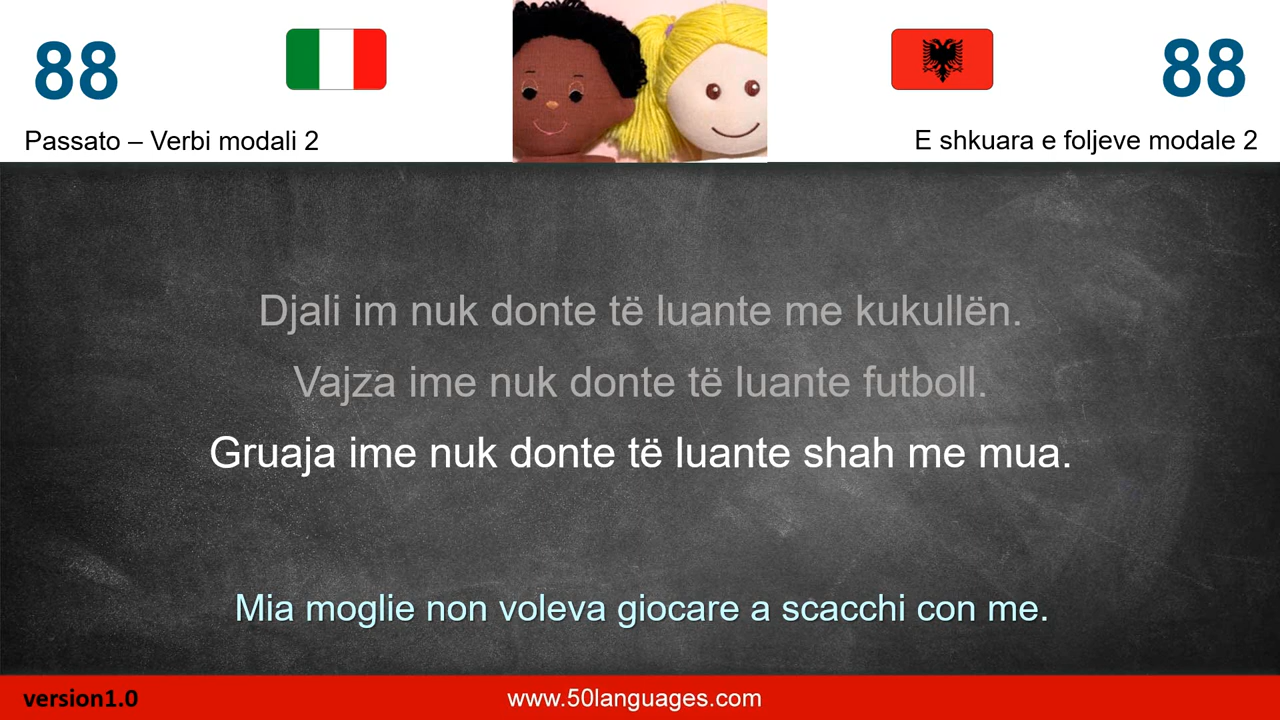 88
88
Passato – Verbi modali 2
E shkuara e foljeve modale 2
Djali im nuk donte të luante me kukullën.
Vajza ime nuk donte të luante futboll.
Gruaja ime nuk donte të luante shah me mua.
Mia moglie non voleva giocare a scacchi con me.
version1.0
www.50languages.com